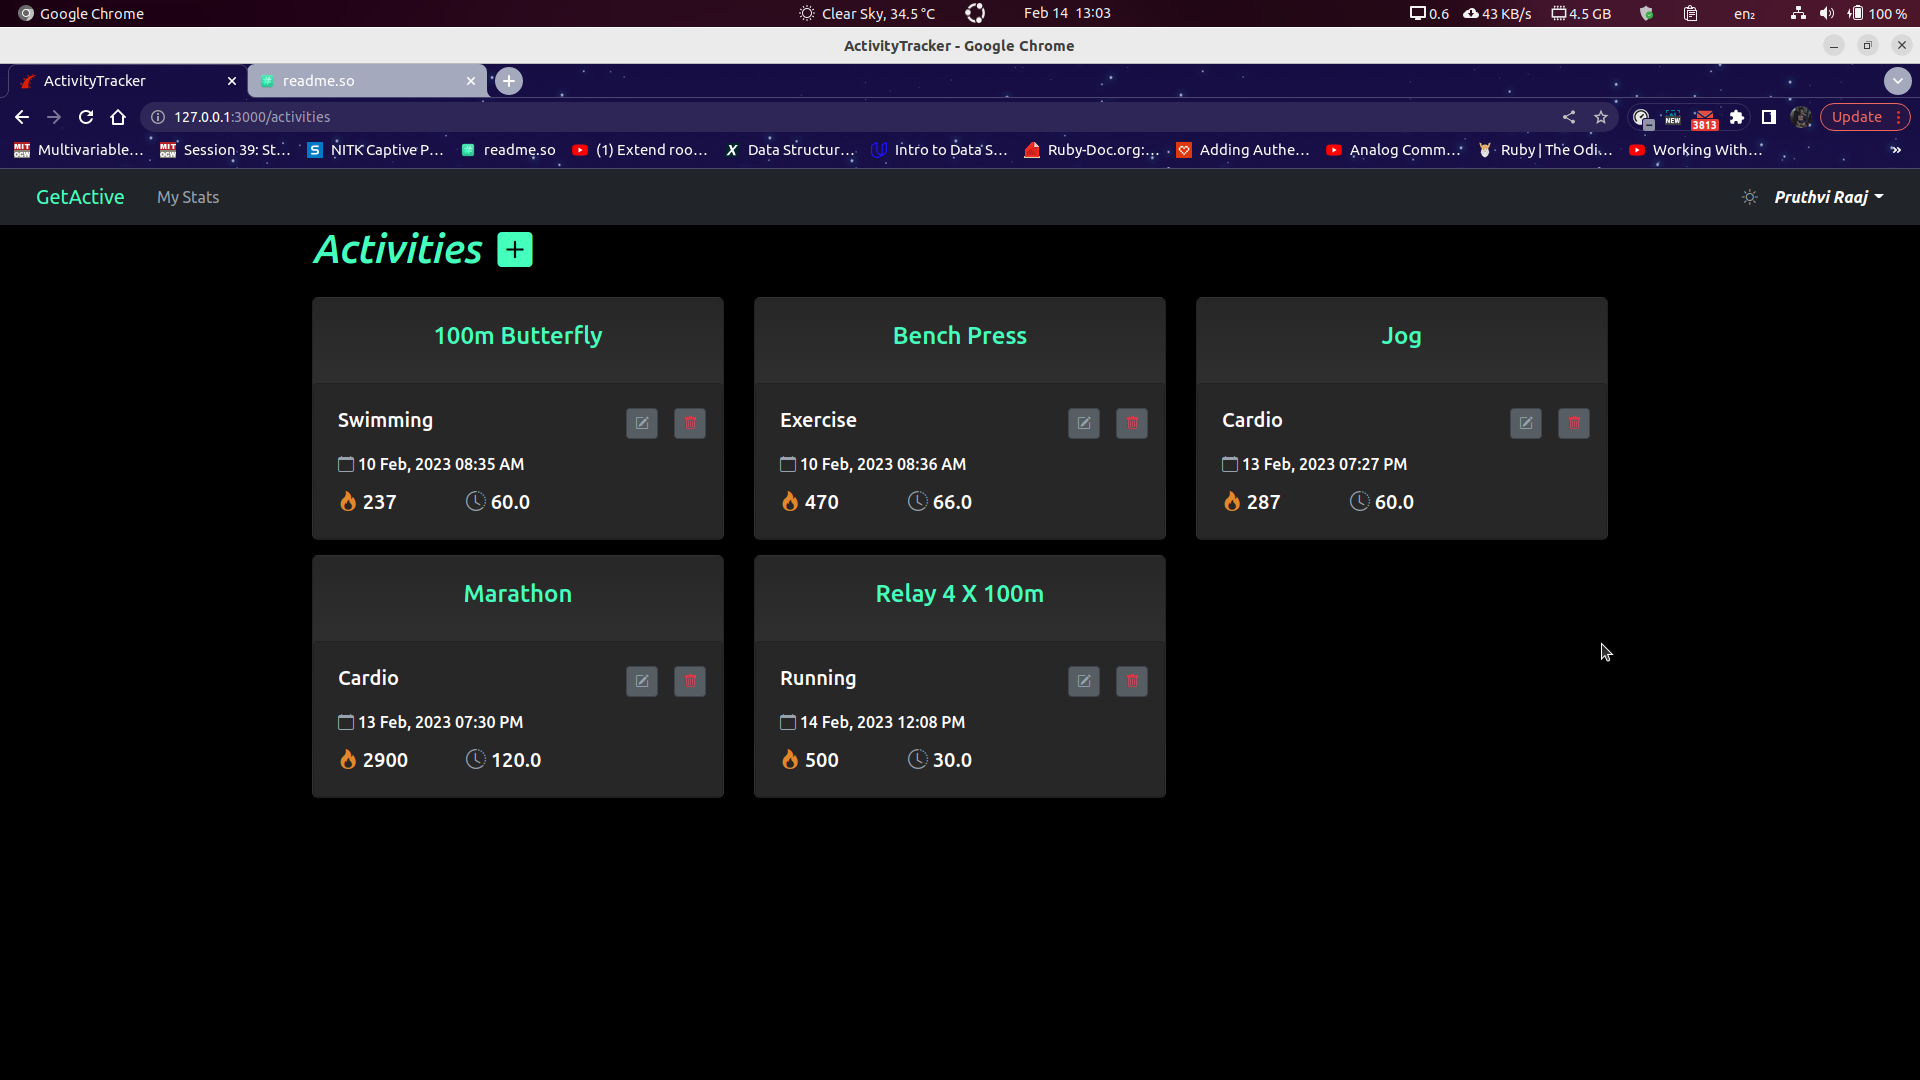 Google Chrome
Clear Sky, 34.5 °C
Feb 14 13:03
0.6
43 KB/s
4.5 GB
en₂
100 %
ActivityTracker - Google Chrome
ActivityTracker
readme.so
127.0.0.1:3000/activities
NEW
3813
Update
MIT OCW Multivariable...
MIT OCW Session 39: St...
S NITK Captive P...
readme.so
(1) Extend roo...
X Data Structur...
Intro to Data S...
Ruby-Doc.org:...
Adding Authe...
Analog Comm...
Ruby | The Odi...
Working With...
»
GetActive
My Stats
Pruthvi Raaj
Activities
100m Butterfly
Swimming
10 Feb, 2023 08:35 AM
237 60.0
Bench Press
Exercise
10 Feb, 2023 08:36 AM
470 66.0
Jog
Cardio
13 Feb, 2023 07:27 PM
287 60.0
Marathon
Cardio
13 Feb, 2023 07:30 PM
2900 120.0
Relay 4 X 100m
Running
14 Feb, 2023 12:08 PM
500 30.0